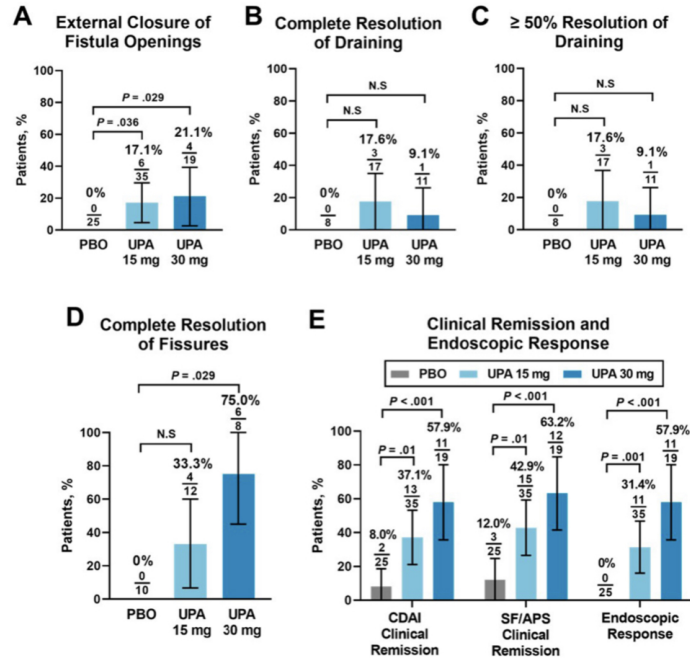 A
External Closure of
Fistula Openings
Patients, %
100
80
60
40
20
0
P = .029
P = .036
0%
0
25
17.1%
6
35
21.1%
4
19
PBO
UPA
15 mg
UPA
30 mg
B
Complete Resolution
of Draining
Patients, %
100
80
60
40
20
0
N.S
N.S
0%
0
8
17.6%
3
17
9.1%
1
11
PBO
UPA
15 mg
UPA
30 mg
C
≥ 50% Resolution of
Draining
Patients, %
100
80
60
40
20
0
N.S
N.S
0%
0
8
17.6%
3
17
9.1%
1
11
PBO
UPA
15 mg
UPA
30 mg
D
Complete Resolution
of Fissures
Patients, %
100
80
60
40
20
0
P = .029
N.S
0%
0
10
33.3%
4
12
75.0%
6
8
PBO
UPA
15 mg
UPA
30 mg
E
Clinical Remission and
Endoscopic Response
PBO UPA 15 mg UPA 30 mg
Patients, %
100
80
60
40
20
0
P < .001
P = .01
8.0%
2
25
37.1%
13
35
57.9%
11
19
CDAI
Clinical
Remission
P < .001
P = .01
12.0%
3
25
42.9%
15
35
63.2%
12
19
SF/APS
Clinical
Remission
P < .001
P = .001
0%
0
25
31.4%
11
35
57.9%
11
19
Endoscopic
Response